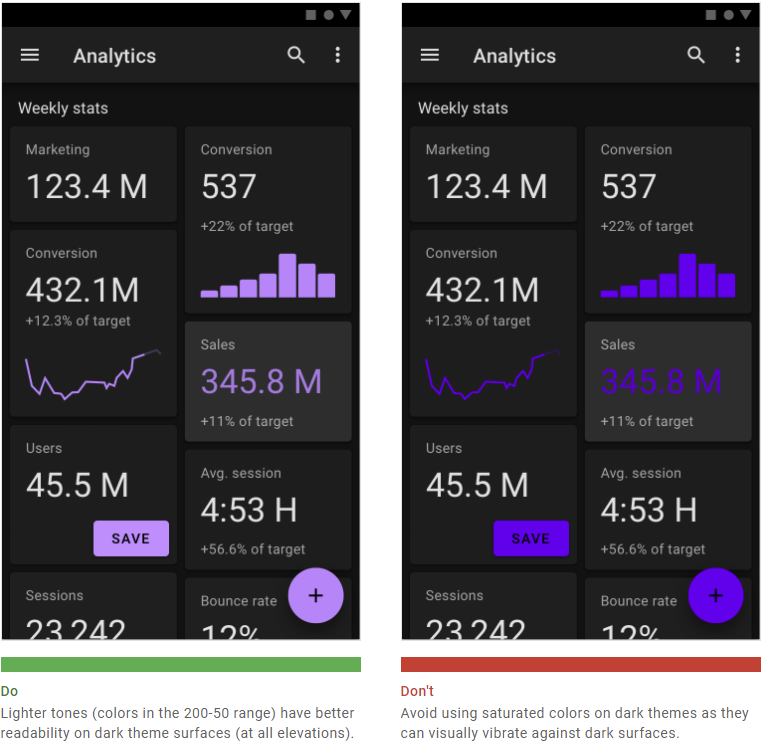 Analytics
Weekly stats
Marketing
123.4 M
Conversion
432.1M
+12.3% of target
Users
45.5 M
SAVE
Sessions
23 242
Conversion
537
+22% of target
Sales
345.8 M
+11% of target
Avg. session
4:53 H
+56.6% of target
Bounce rate
12%
+
Do
Lighter tones (colors in the 200-50 range) have better
readability on dark theme surfaces (at all elevations).
Analytics
Weekly stats
Marketing
123.4 M
Conversion
432.1M
+12.3% of target
Users
45.5 M
SAVE
Sessions
23 242
Conversion
537
+22% of target
Sales
345.8 M
+11% of target
Avg. session
4:53 H
+56.6% of target
Bounce rate
12%
+
Don't
Avoid using saturated colors on dark themes as they
can visually vibrate against dark surfaces.